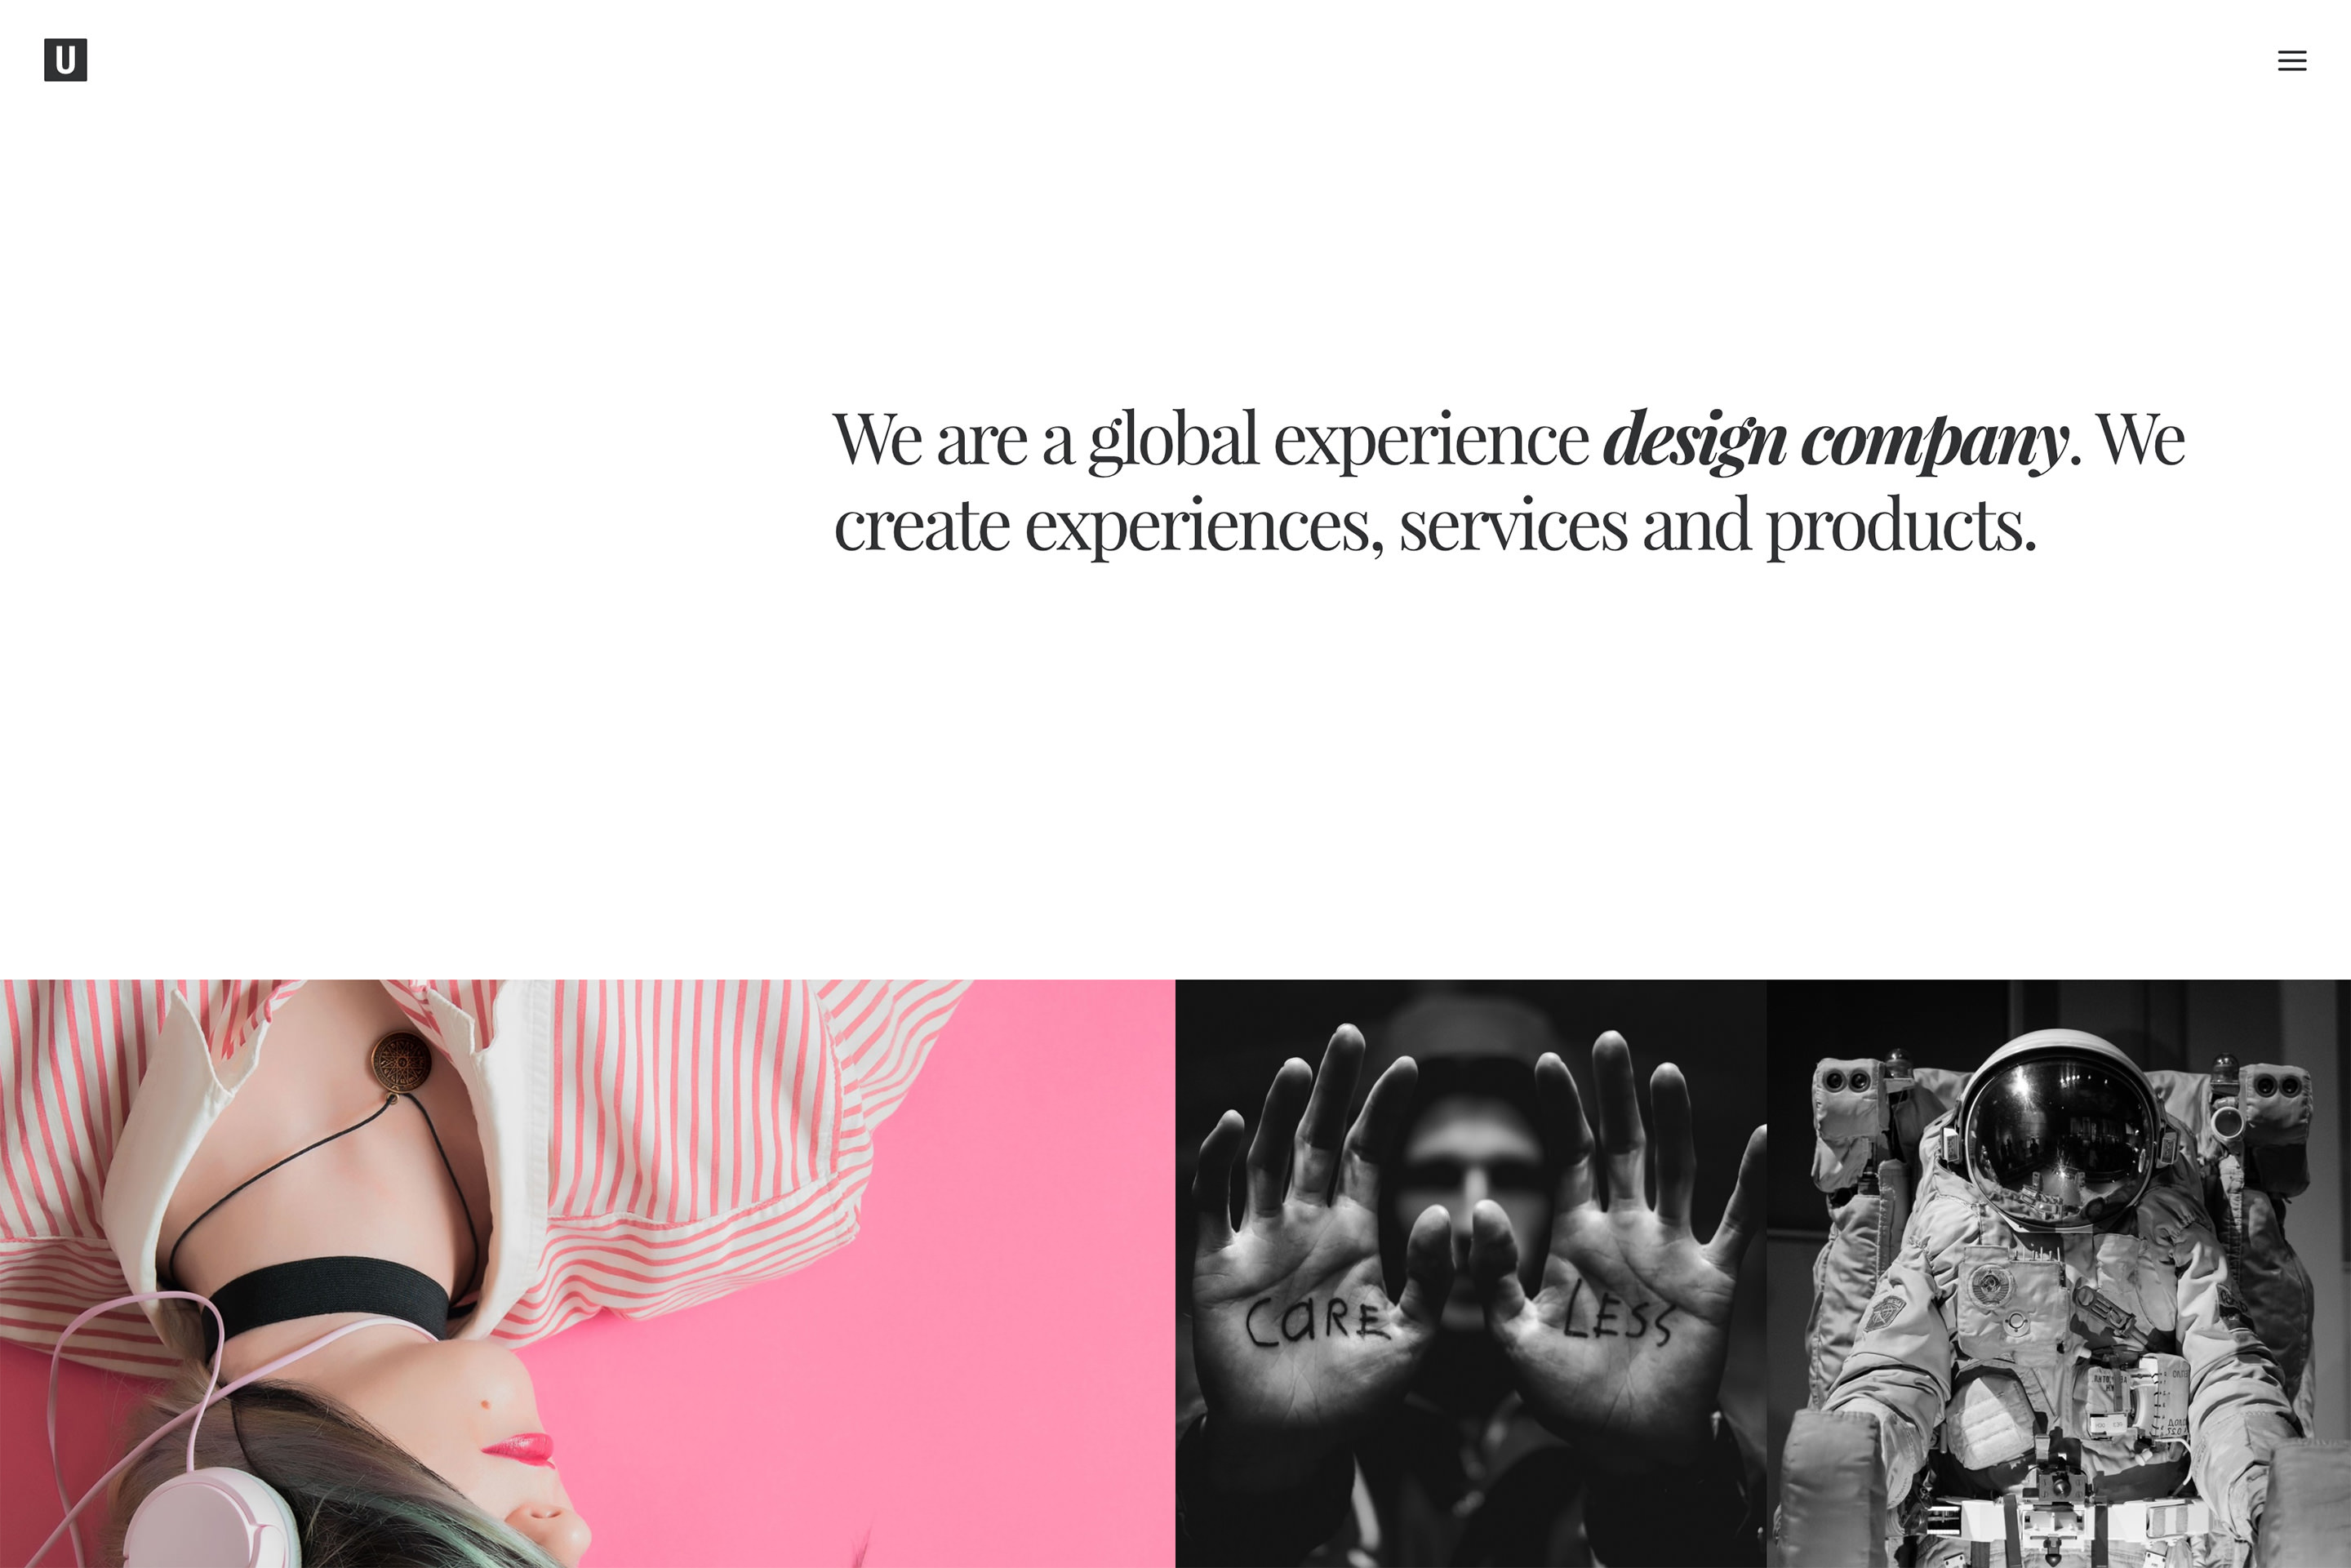 U
We are a global experience design company. We
create experiences, services and products.
CARE LESS